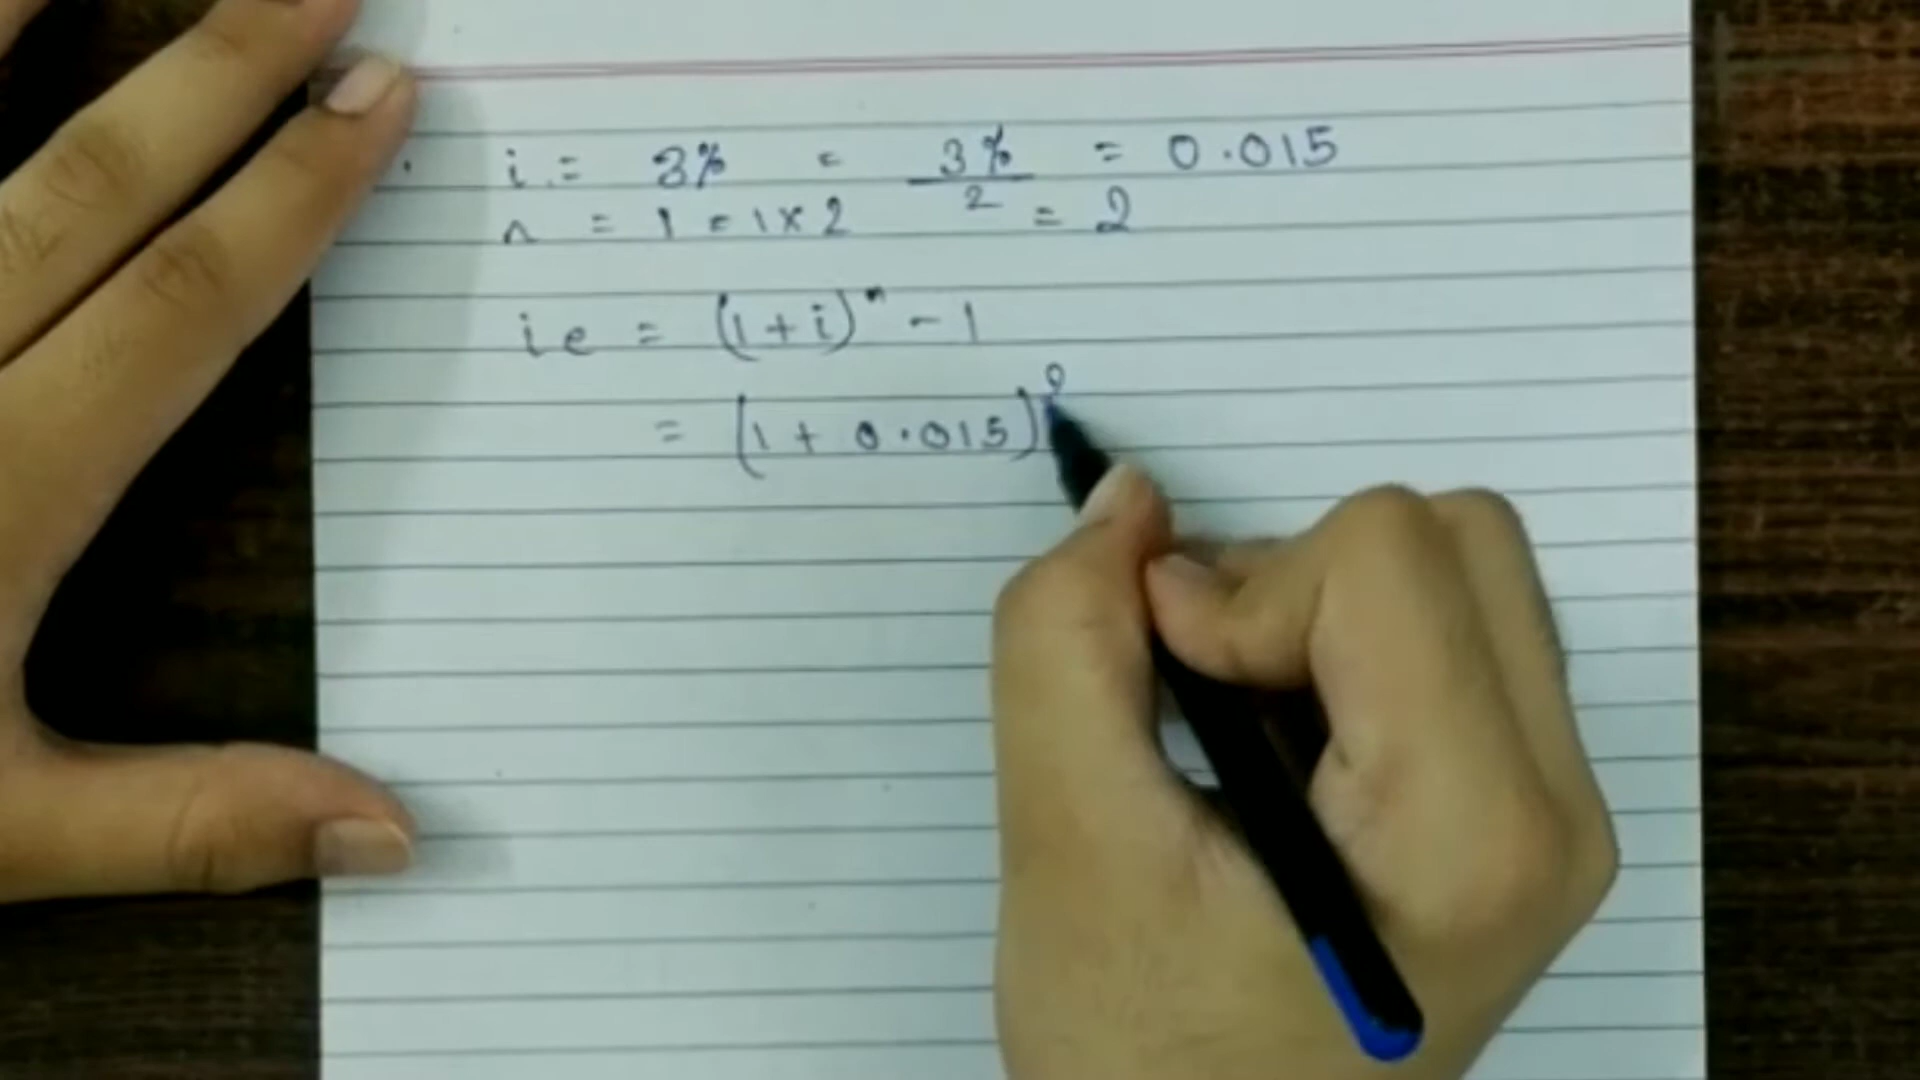 i = 3% = 3%/2 = 0.015
n = 1 = 1 x 2 = 2
ie = (1+i)^n - 1
= (1 + 0.015)^2